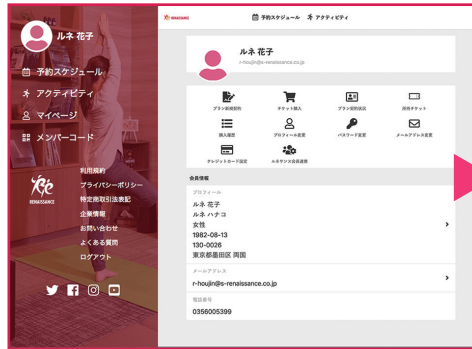 ルネ 花子
予約スケジュール
アクティビティ
マイページ
メンバーコード
RENAISSANCE
利用規約
プライバシーポリシー
特定商取引法表記
企業情報
お問い合わせ
よくある質問
ログアウト
RENAISSANCE
予約スケジュール アクティビティ
ルネ 花子
r-houjin@s-renaissance.co.jp
プラン新規契約 チケット購入 プラン契約状況 所持チケット
購入履歴 プロフィール変更 パスワード変更 メールアドレス変更
クレジットカード設定 ルネサンス会員連携
会員情報
プロフィール
ルネ 花子
ルネ ハナコ
女性
1982-08-13
130-0026
東京都墨田区 両国
メールアドレス
r-houjin@s-renaissance.co.jp
電話番号
0356005399